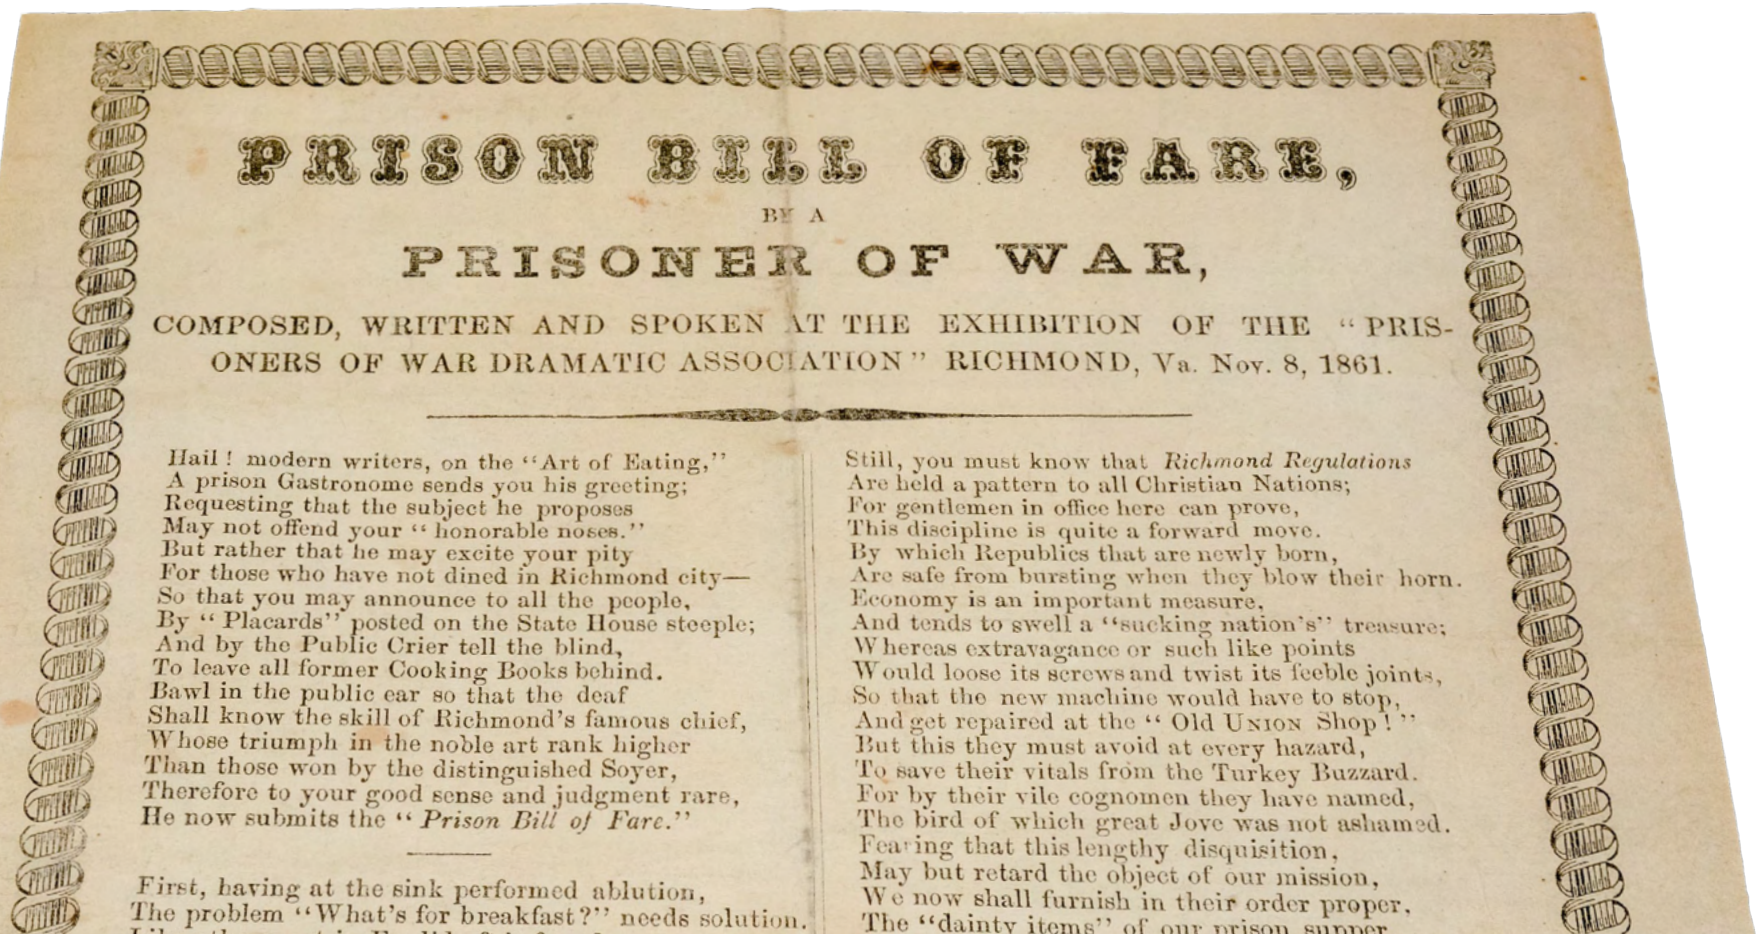 PRISON BILL OF FARE,
BY A
PRISONER OF WAR,
COMPOSED, WRITTEN AND SPOKEN AT THE EXHIBITION OF THE “PRIS-
ONERS OF WAR DRAMATIC ASSOCIATION” RICHMOND, Va. Nov. 8, 1861.
Hail! modern writers, on the “Art of Eating,”
A prison Gastronome sends you his greeting;
Requesting that the subject he proposes
May not offend your “honorable noses.”
But rather that he may excite your pity
For those who have not dined in Richmond city—
So that you may announce to all the people,
By “Placards” posted on the State House steeple;
And by the Public Crier tell the blind,
To leave all former Cooking Books behind.
Bawl in the public ear so that the deaf
Shall know the skill of Richmond’s famous chief,
Whose triumph in the noble art rank higher
Than those won by the distinguished Soyer,
Therefore to your good sense and judgment rare,
He now submits the “Prison Bill of Fare.”
First, having at the sink performed ablution,
The problem “What’s for breakfast?” needs solution.
Still, you must know that Richmond Regulations
Are held a pattern to all Christian Nations;
For gentlemen in office here can prove,
This discipline is quite a forward move.
By which Republics that are newly born,
Are safe from bursting when they blow their horn.
Economy is an important measure,
And tends to swell a “sucking nation’s” treasure;
Whereas extravagance or such like points
Would loose its screws and twist its feeble joints,
So that the new machine would have to stop,
And get repaired at the “Old UNION Shop!”
But this they must avoid at every hazard,
To save their vitals from the Turkey Buzzard.
For by their vile cognomen they have named,
The bird of which great Jove was not ashamed.
Fearing that this lengthy disquisition,
May but retard the object of our mission,
We now shall furnish in their order proper,
The “dainty items” of our prison supper